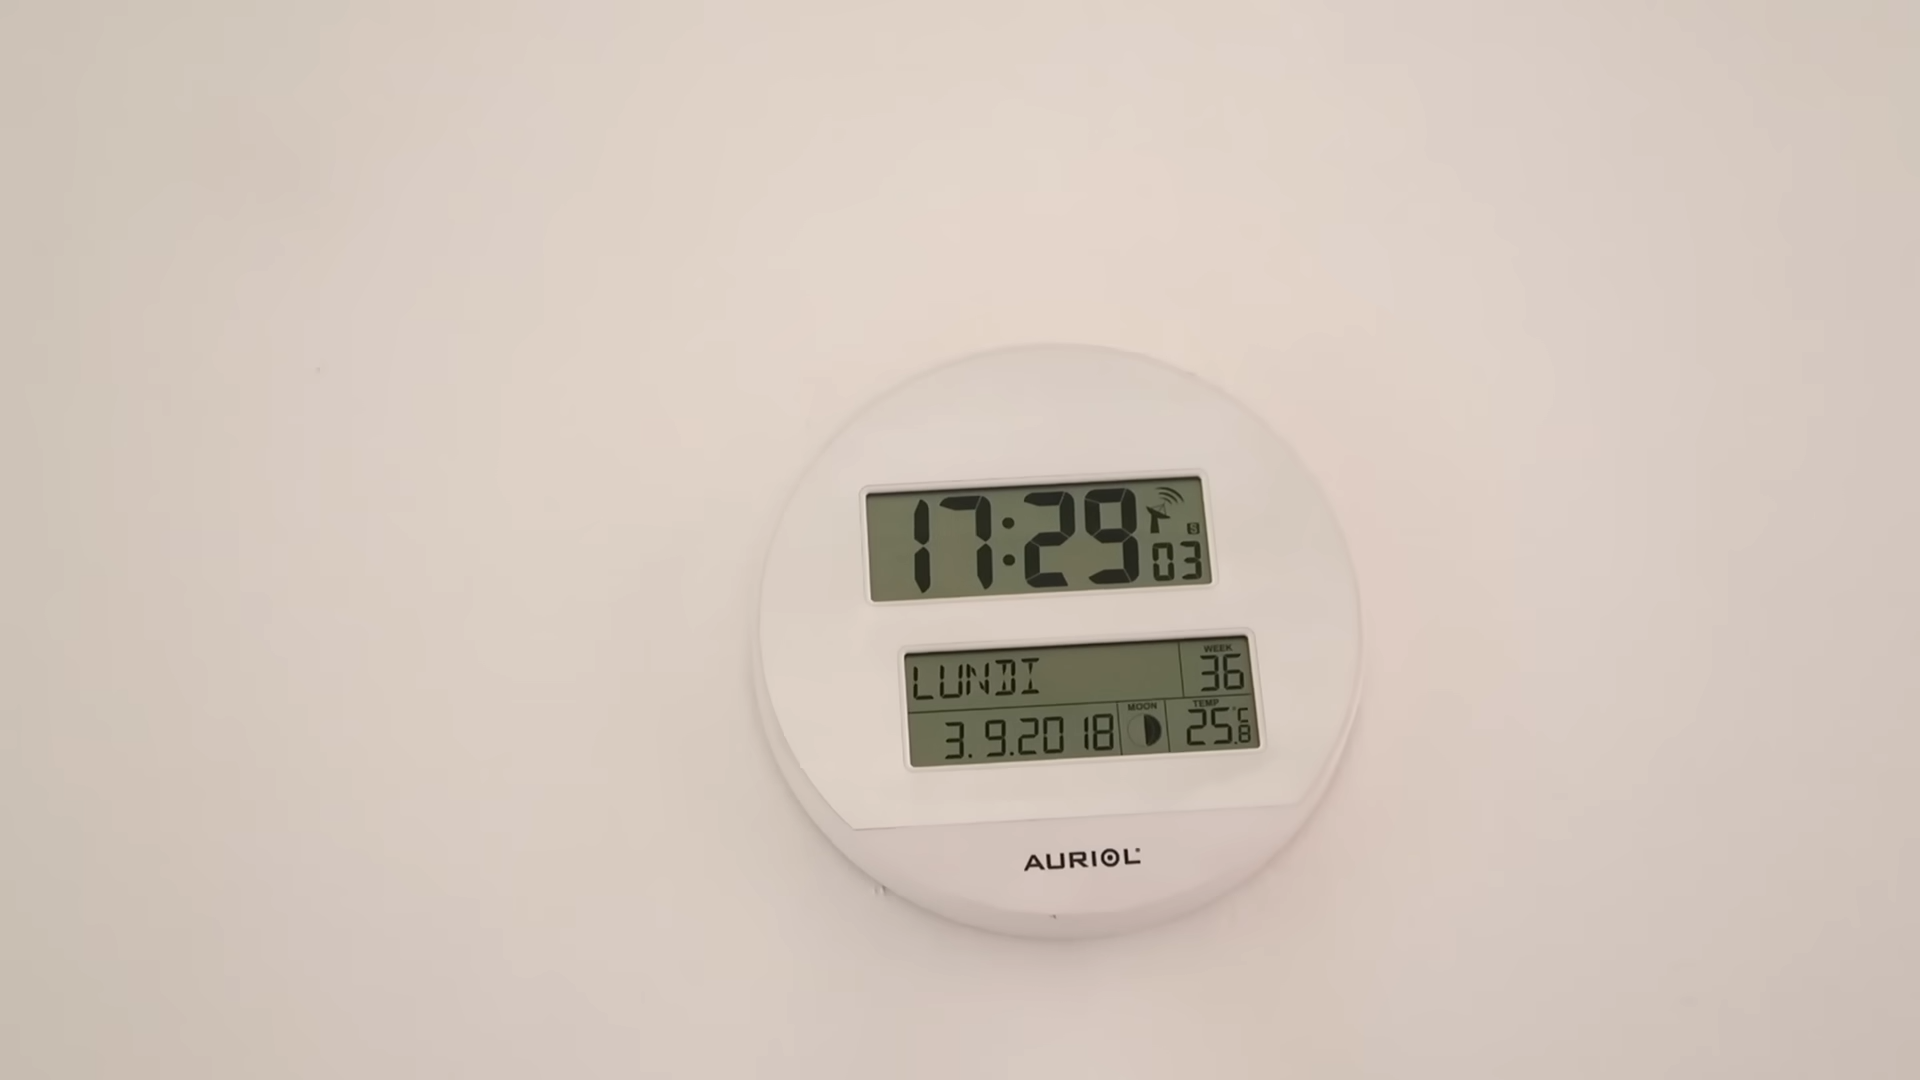 17:29
S
03
LUNDI
WEEK
36
3. 9.2018
MOON
TEMP
25.8 °C
AURIOL